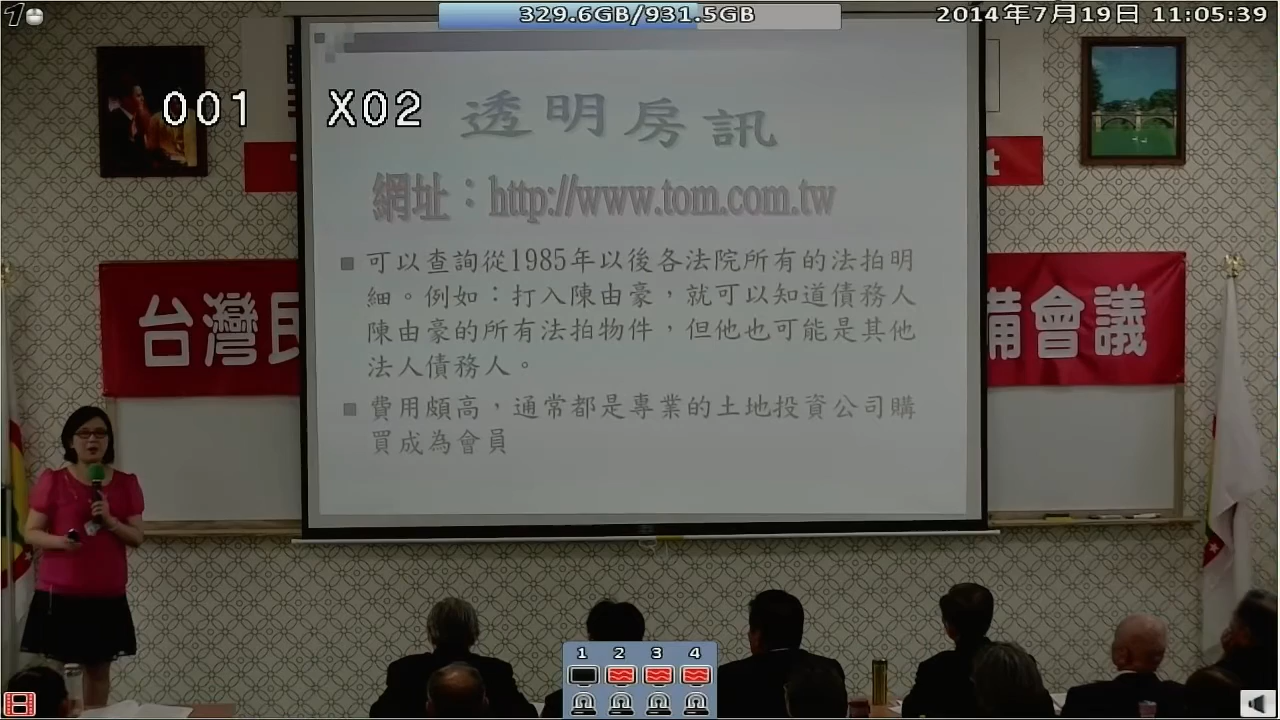 329.6GB/931.5GB
2014年7月19日 11:05:39
001 X02
透明房訊
網址：http://www.tom.com.tw
可以查詢從1985年以後各法院所有的法拍明
細。例如：打入陳由豪，就可以知道債務人
陳由豪的所有法拍物件，但他也可能是其他
法人債務人。
費用頗高，通常都是專業的土地投資公司購
買成為會員
t
台灣民
備會議
1 2 3 4